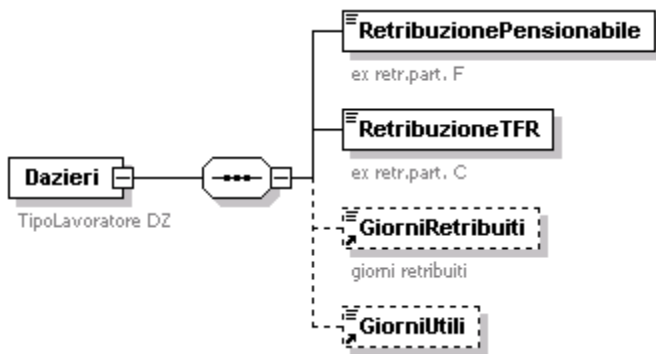 RetribuzionePensionabile
ex retr.part. F
RetribuzioneTFR
ex retr.part. C
Dazieri
TipoLavoratore DZ
GiorniRetribuiti
giorni retribuiti
GiorniUtili